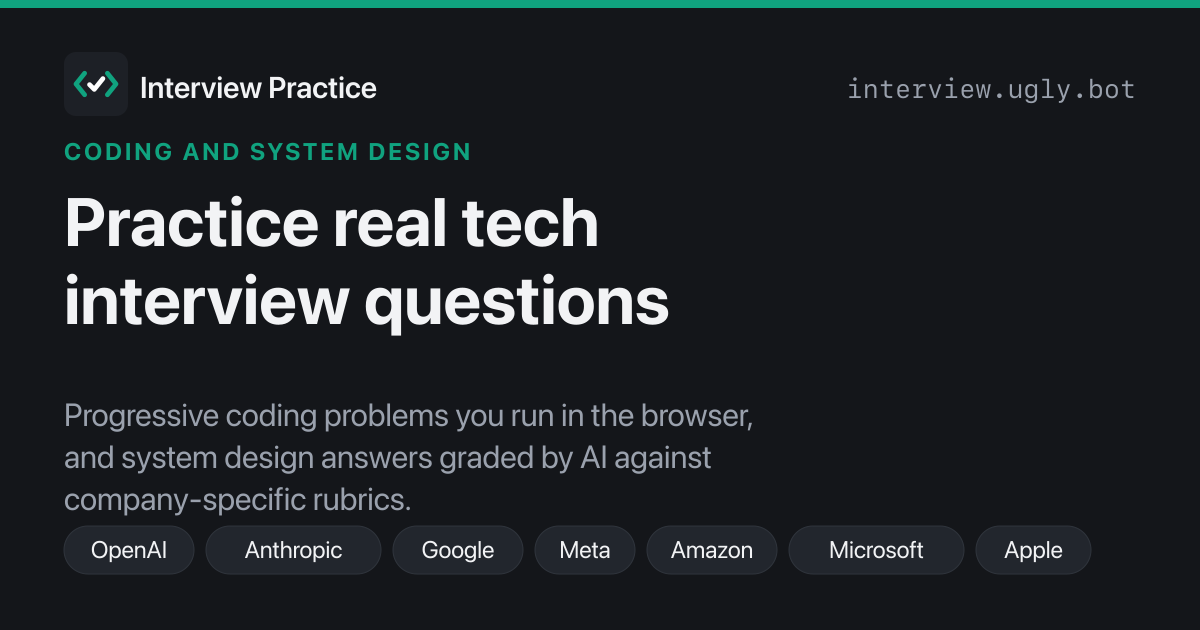 Interview Practice
interview.ugly.bot
CODING AND SYSTEM DESIGN
Practice real tech
interview questions
Progressive coding problems you run in the browser,
and system design answers graded by AI against
company-specific rubrics.
OpenAI Anthropic Google Meta Amazon Microsoft Apple